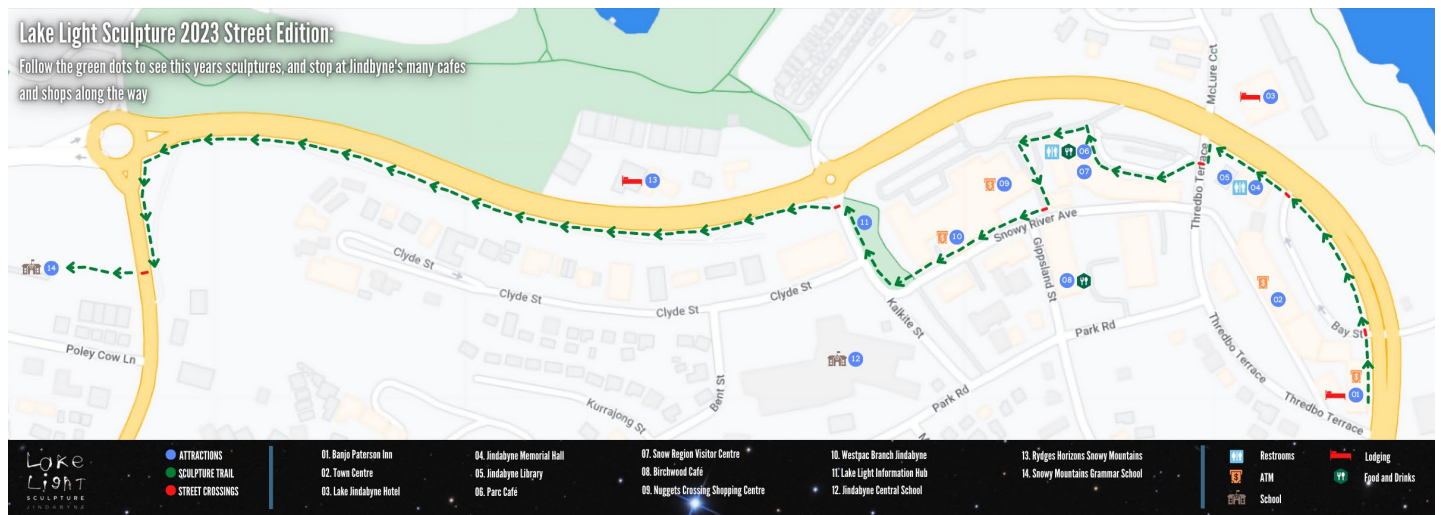 Lake Light Sculpture 2023 Street Edition:
Follow the green dots to see this years sculptures, and stop at Jindbyne's many cafes
and shops along the way
McLure Cct
03
06
07
05
04
13
09
Thredbo Terrace
11
10
Snowy River Ave
Clyde St
14
Gippsland St
08
02
Clyde St
Clyde St
Clyde St
Kalkite St
Park Rd
Bay St
Thredbo Terrace
Poley Cow Ln
12
Bent St
Park Rd
01
Kurrajong St
Thredbo Terrace
M
Lake
Light
SCULPTURE
JINDABYNE
ATTRACTIONS
SCULPTURE TRAIL
STREET CROSSINGS
01. Banjo Paterson Inn
02. Town Centre
03. Lake Jindabyne Hotel
04. Jindabyne Memorial Hall
05. Jindabyne Library
06. Parc Café
07. Snow Region Visitor Centre
08. Birchwood Café
09. Nuggets Crossing Shopping Centre
10. Westpac Branch Jindabyne
11. Lake Light Information Hub
12. Jindabyne Central School
13. Rydges Horizons Snowy Mountains
14. Snowy Mountains Grammar School
Restrooms
ATM
School
Lodging
Food and Drinks